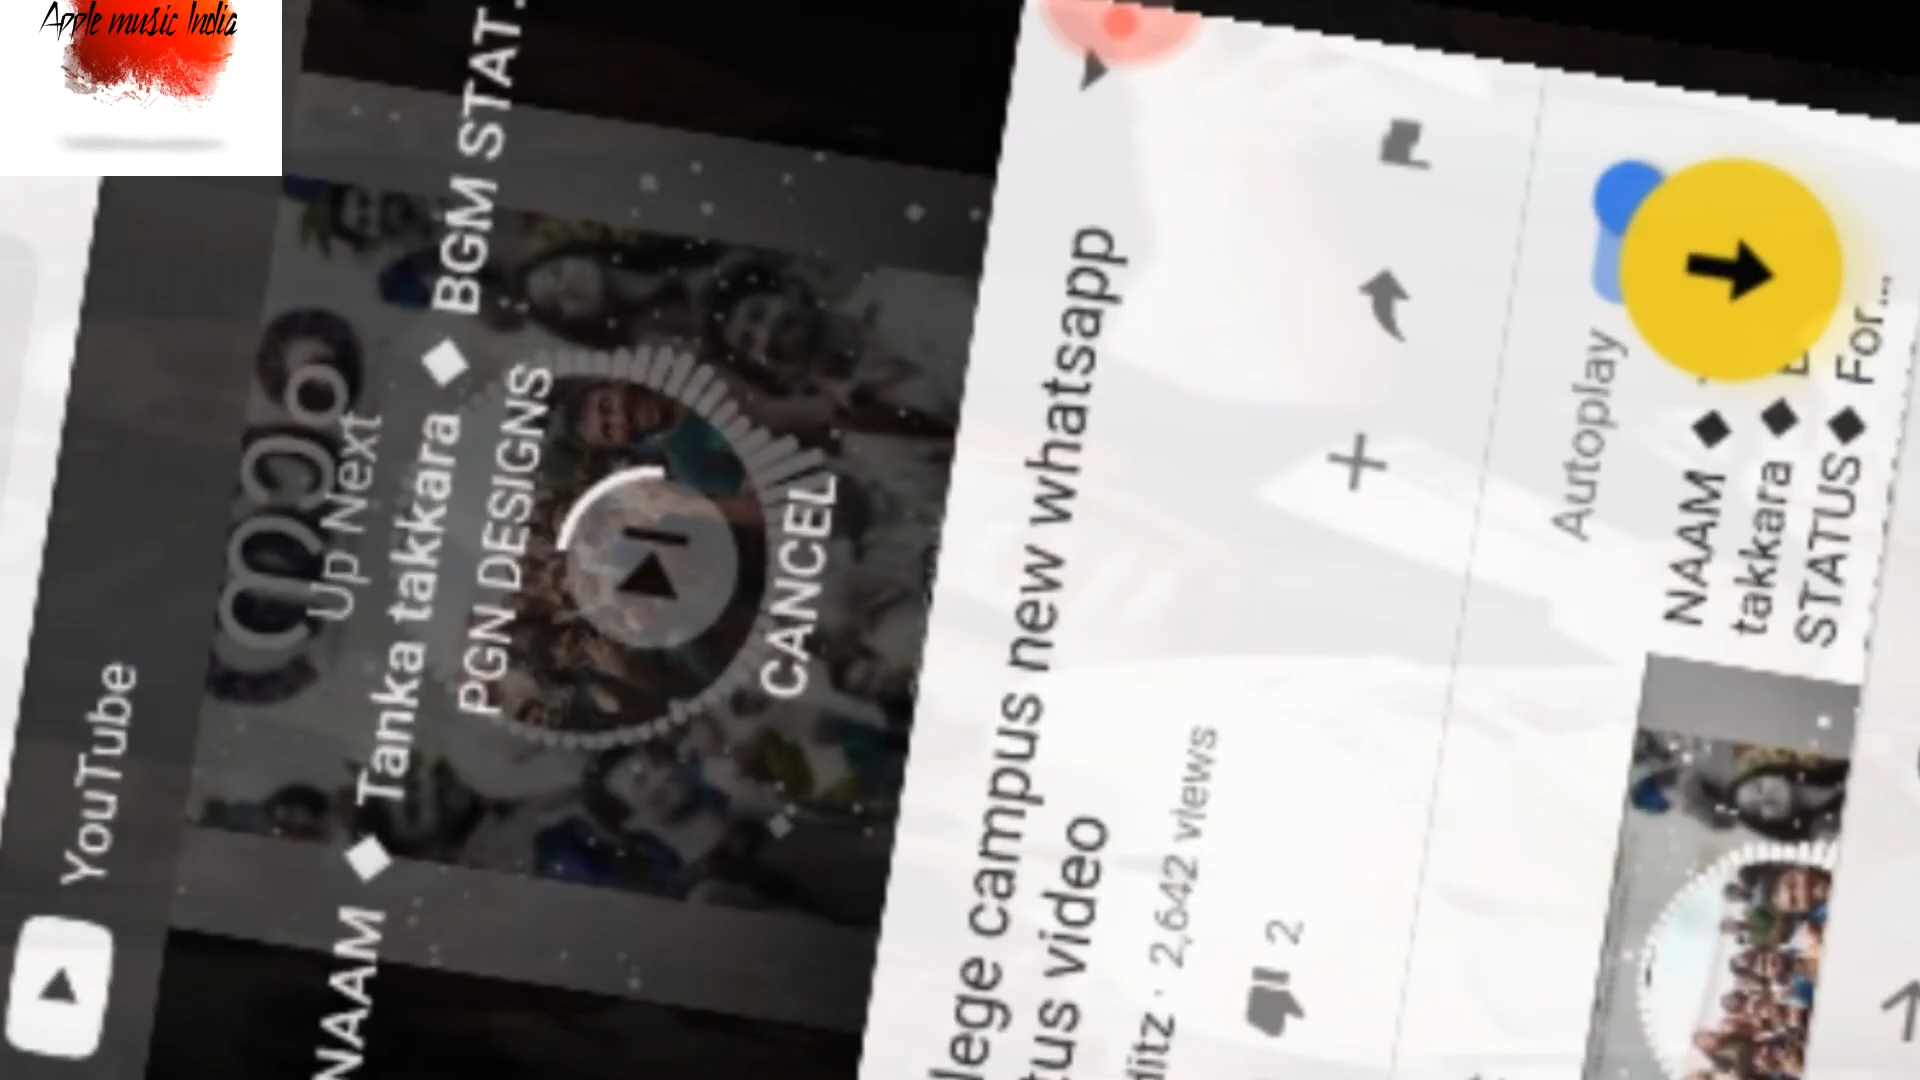 Apple music India
YouTube
Up Next
NAAM ◆ Tanka takkara ◆ BGM STAT.
PGN DESIGNS
CANCEL
lege campus new whatsapp
tus video
ditz · 2,642 views
2
Autoplay
NAAM ◆
takkara ◆
STATUS◆ For...